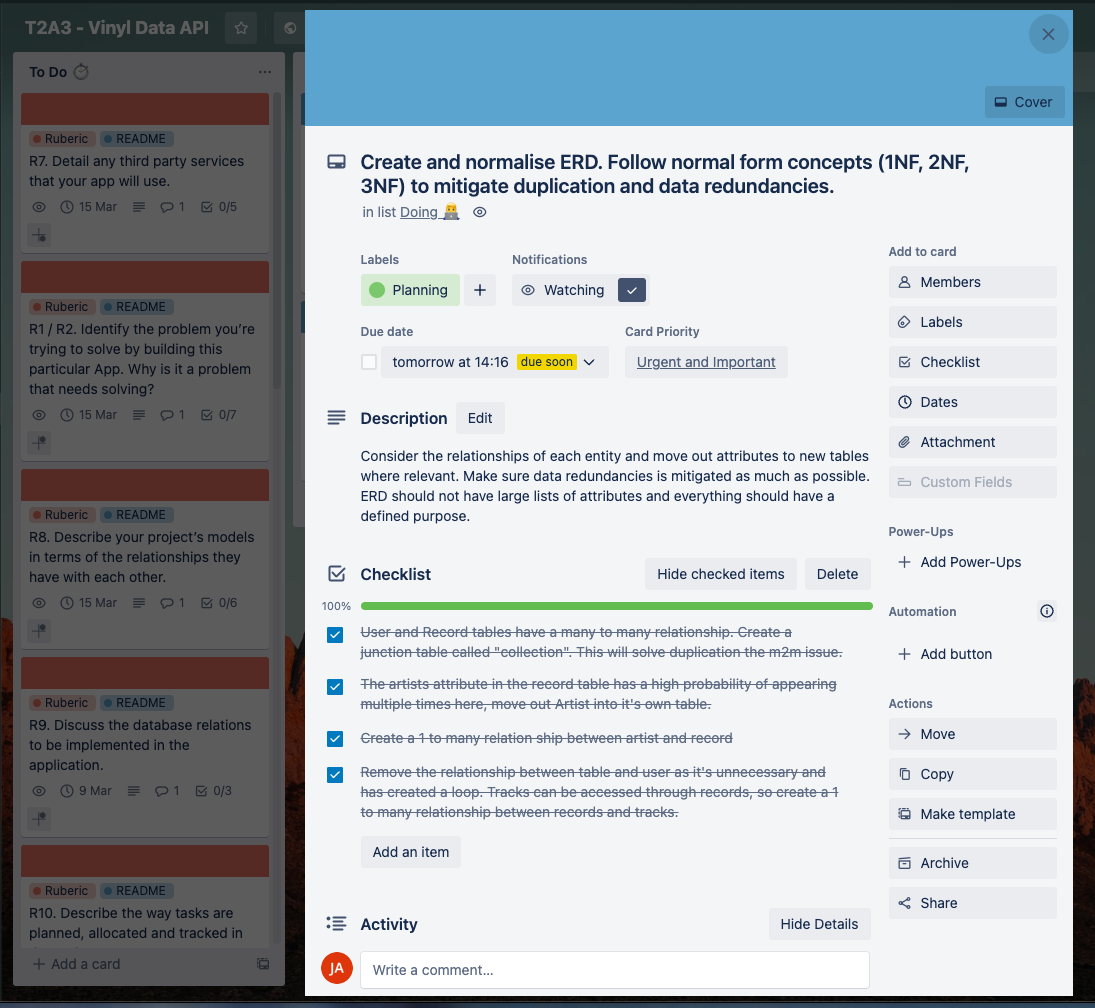 T2A3 - Vinyl Data API
To Do
Ruberic README
R7. Detail any third party services
that your app will use.
15 Mar 1 0/5
Ruberic README
R1 / R2. Identify the problem you're
trying to solve by building this
particular App. Why is it a problem
that needs solving?
15 Mar 1 0/7
Ruberic README
R8. Describe your project's models
in terms of the relationships they
have with each other.
15 Mar 1 0/6
Ruberic README
R9. Discuss the database relations
to be implemented in the
application.
9 Mar 1 0/3
Ruberic README
R10. Describe the way tasks are
planned, allocated and tracked in
Add a card
Cover
Create and normalise ERD. Follow normal form concepts (1NF, 2NF,
3NF) to mitigate duplication and data redundancies.
in list Doing
Labels
Planning
Notifications
Watching
Due date
tomorrow at 14:16 due soon
Card Priority
Urgent and Important
Description Edit
Consider the relationships of each entity and move out attributes to new tables
where relevant. Make sure data redundancies is mitigated as much as possible.
ERD should not have large lists of attributes and everything should have a
defined purpose.
Checklist Hide checked items Delete
100%
User and Record tables have a many to many relationship. Create a
junction table called "collection". This will solve duplication the m2m issue.
The artists attribute in the record table has a high probability of appearing
multiple times here, move out Artist into it's own table.
Create a 1 to many relation ship between artist and record
Remove the relationship between table and user as it's unnecessary and
has created a loop. Tracks can be accessed through records, so create a 1
to many relationship between records and tracks.
Add an item
Activity Hide Details
JA Write a comment...
Add to card
Members
Labels
Checklist
Dates
Attachment
Custom Fields
Power-Ups
Add Power-Ups
Automation
Add button
Actions
Move
Copy
Make template
Archive
Share